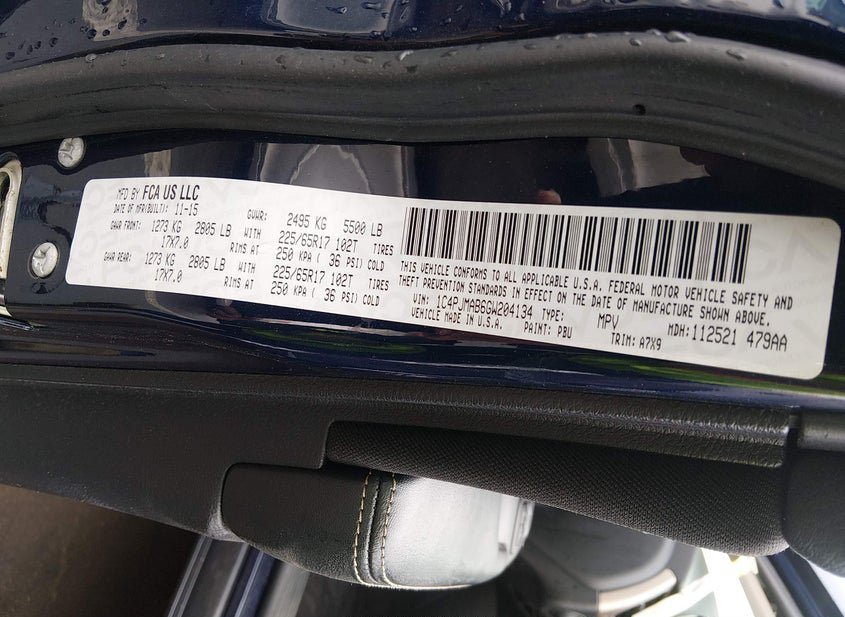 MFD BY FCA US LLC
DATE OF MFR(BUILT): 11-15 GVWR: 2495 KG 5500 LB
GAWR FRONT: 1273 KG 2805 LB WITH 225/65R17 102T TIRES
17X7.0 RIMS AT 250 KPA ( 36 PSI) COLD
GAWR REAR: 1273 KG 2805 LB WITH 225/65R17 102T TIRES
17X7.0 RIMS AT 250 KPA ( 36 PSI) COLD
THIS VEHICLE CONFORMS TO ALL APPLICABLE U.S.A. FEDERAL MOTOR VEHICLE SAFETY AND
THEFT PREVENTION STANDARDS IN EFFECT ON THE DATE OF MANUFACTURE SHOWN ABOVE.
VIN: 1C4PJMAB6GW204134 TYPE: MPV
VEHICLE MADE IN U.S.A. PAINT: PBU TRIM: A7X9 MDH:112521 479AA